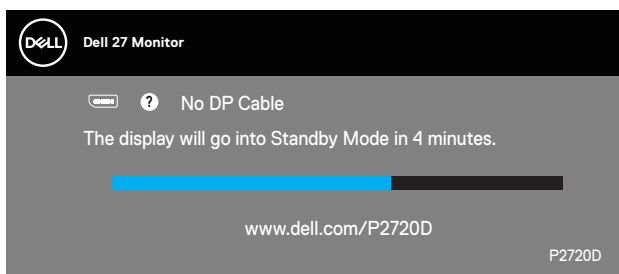 DELL
Dell 27 Monitor
? No DP Cable
The display will go into Standby Mode in 4 minutes.
www.dell.com/P2720D
P2720D